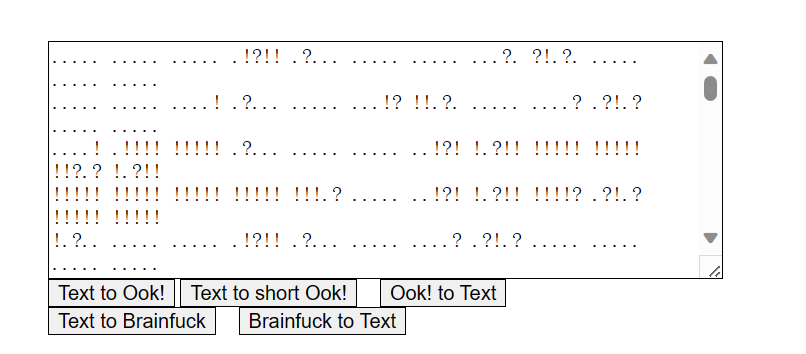 ..... ..... ..... .!?!! .?... ..... ..... ...?. ?!.?. .....
..... .....
..... ..... ....! .?... ..... ...!? !!.?. ..... ....? .?!.?
..... .....
....! .!!!! !!!!! .?... ..... ..... ..!?! !.?!! !!!!! !!!!!
!!?.? !.?!!
!!!!! !!!!! !!!!! !!!!! !!!.? ..... ..!?! !.?!! !!!!? .?!.?
!!!!! !!!!!
!.?.. ..... ..... .!?!! .?... ..... ....? .?!.? ..... .....
..... .....
Text to Ook! Text to short Ook! Ook! to Text
Text to Brainfuck Brainfuck to Text